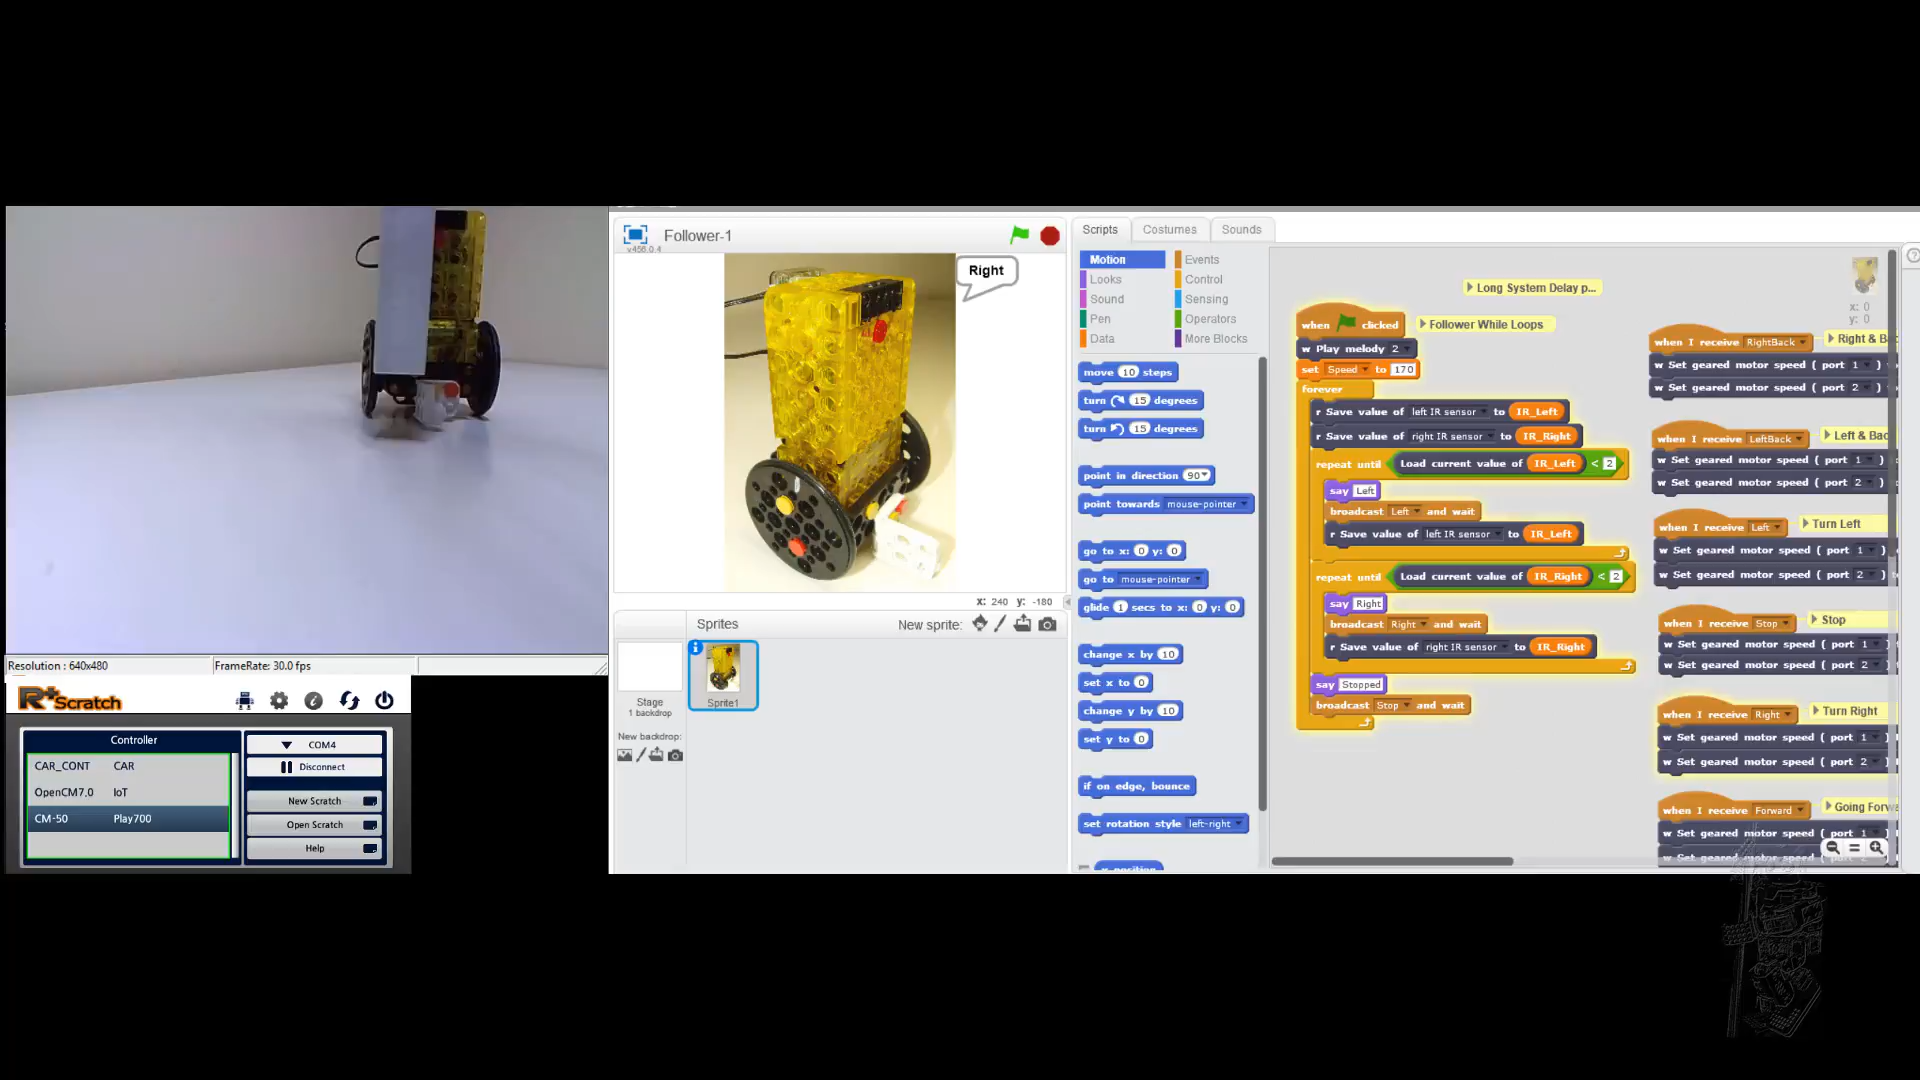 Resolution : 640x480
FrameRate: 30.0 fps
R+Scratch
Controller
CAR_CONT CAR
OpenCM7.0 IoT
CM-50 Play700
COM4
Disconnect
New Scratch
Open Scratch
Help
v456.0.4
Follower-1
Right
x: 240 y: -180
Sprites
New sprite:
Stage
1 backdrop
New backdrop:
Sprite1
Scripts
Costumes
Sounds
Motion
Looks
Sound
Pen
Data
Events
Control
Sensing
Operators
More Blocks
move 10 steps
turn 15 degrees
turn 15 degrees
point in direction 90
point towards mouse-pointer
go to x: 0 y: 0
go to mouse-pointer
glide 1 secs to x: 0 y: 0
change x by 10
set x to 0
change y by 10
set y to 0
if on edge, bounce
set rotation style left-right
x position
Long System Delay p...
when clicked
Follower While Loops
w Play melody 2
set Speed to 170
forever
r Save value of left IR sensor to IR_Left
r Save value of right IR sensor to IR_Right
repeat until Load current value of IR_Left < 2
say Left
broadcast Left and wait
r Save value of left IR sensor to IR_Left
repeat until Load current value of IR_Right < 2
say Right
broadcast Right and wait
r Save value of right IR sensor to IR_Right
say Stopped
broadcast Stop and wait
x: 0
y: 0
when I receive RightBack
Right & Ba
w Set geared motor speed ( port 1
w Set geared motor speed ( port 2
when I receive LeftBack
Left & Bac
w Set geared motor speed ( port 1
w Set geared motor speed ( port 2
when I receive Left
Turn Left
w Set geared motor speed ( port 1
w Set geared motor speed ( port 2
when I receive Stop
Stop
w Set geared motor speed ( port 1
w Set geared motor speed ( port 2
when I receive Right
Turn Right
w Set geared motor speed ( port 1
w Set geared motor speed ( port 2
when I receive Forward
Going Forw
w Set geared motor speed ( port 1
w Set geared motor speed ( port 2